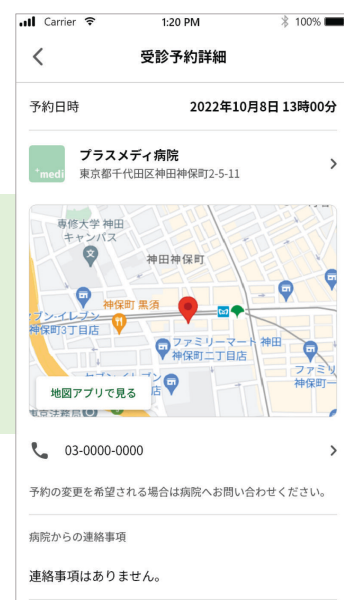 Carrier 1:20 PM 100%
受診予約詳細
予約日時 2022年10月8日 13時00分
プラスメディ病院
+medi 東京都千代田区神田神保町2-5-11
専修大学 神田
キャンパス
神田神保町
神保町 黒須
ブン-イレブン
神保町3丁目店
ファミリーマート 神田
神保町二丁目店
ファミリ
神保町一
地図アプリで見る
03-0000-0000
予約の変更を希望される場合は病院へお問い合わせください。
病院からの連絡事項
連絡事項はありません。